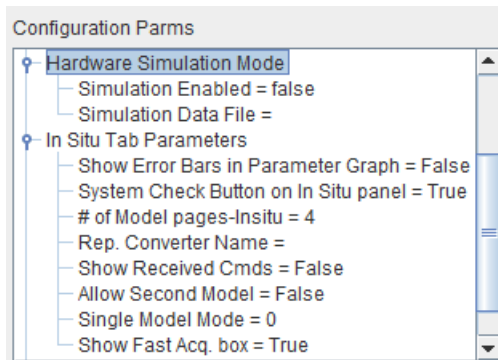 Configuration Parms
Hardware Simulation Mode
Simulation Enabled = false
Simulation Data File =
In Situ Tab Parameters
Show Error Bars in Parameter Graph = False
System Check Button on In Situ panel = True
# of Model pages-Insitu = 4
Rep. Converter Name =
Show Received Cmds = False
Allow Second Model = False
Single Model Mode = 0
Show Fast Acq. box = True